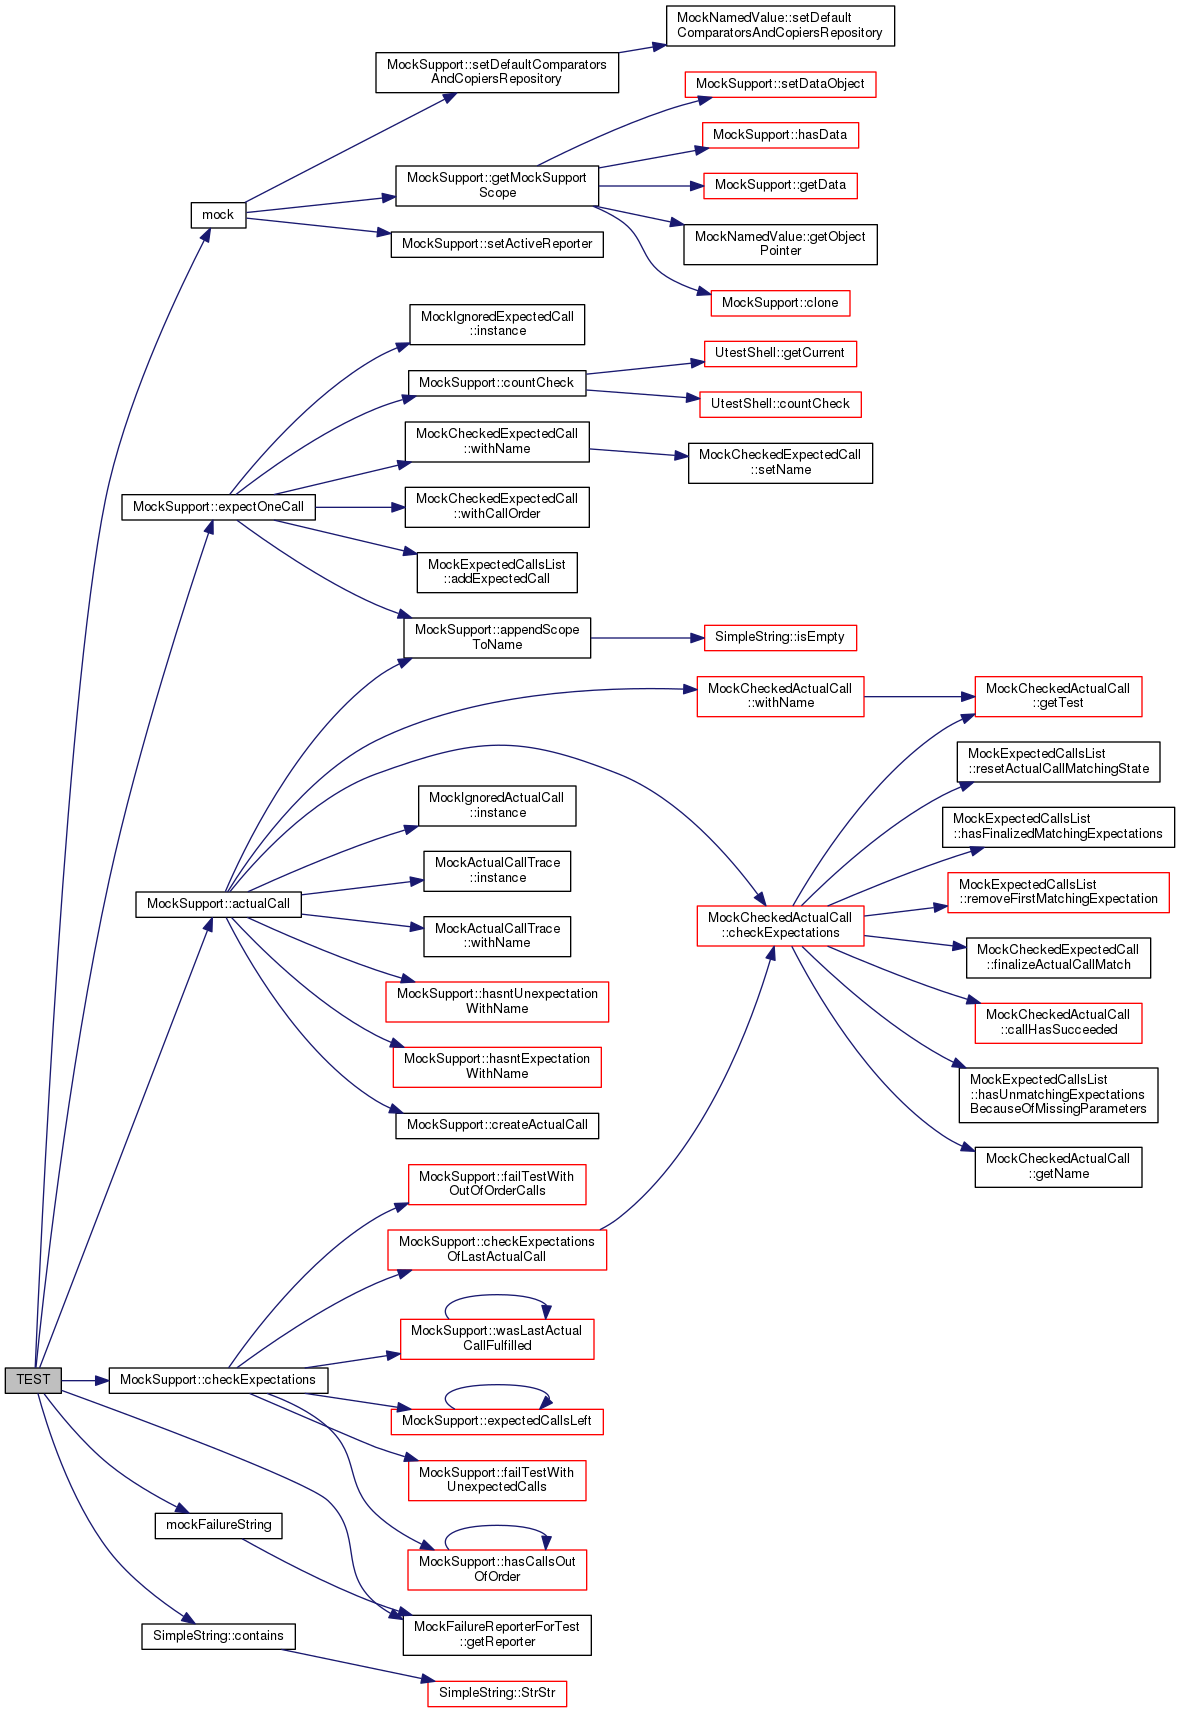 MockNamedValue::setDefault
ComparatorsAndCopiersRepository
MockSupport::setDefaultComparators
AndCopiersRepository
MockSupport::setDataObject
MockSupport::hasData
MockSupport::getMockSupport
Scope
MockSupport::getData
mock
MockNamedValue::getObject
Pointer
MockSupport::setActiveReporter
MockSupport::clone
MockIgnoredExpectedCall
::instance
UtestShell::getCurrent
MockSupport::countCheck
UtestShell::countCheck
MockCheckedExpectedCall
::withName
MockCheckedExpectedCall
::setName
MockSupport::expectOneCall
MockCheckedExpectedCall
::withCallOrder
MockExpectedCallsList
::addExpectedCall
MockSupport::appendScope
ToName
SimpleString::isEmpty
MockCheckedActualCall
::withName
MockCheckedActualCall
::getTest
MockExpectedCallsList
::resetActualCallMatchingState
MockIgnoredActualCall
::instance
MockExpectedCallsList
::hasFinalizedMatchingExpectations
MockActualCallTrace
::instance
MockExpectedCallsList
::removeFirstMatchingExpectation
MockSupport::actualCall
MockCheckedActualCall
::checkExpectations
MockActualCallTrace
::withName
MockCheckedExpectedCall
::finalizeActualCallMatch
MockSupport::hasntUnexpectation
WithName
MockCheckedActualCall
::callHasSucceeded
MockSupport::hasntExpectation
WithName
MockExpectedCallsList
::hasUnmatchingExpectations
BecauseOfMissingParameters
MockSupport::createActualCall
MockCheckedActualCall
::getName
MockSupport::failTestWith
OutOfOrderCalls
MockSupport::checkExpectations
OfLastActualCall
MockSupport::wasLastActual
CallFulfilled
TEST
MockSupport::checkExpectations
MockSupport::expectedCallsLeft
MockSupport::failTestWith
UnexpectedCalls
mockFailureString
MockSupport::hasCallsOut
OfOrder
SimpleString::contains
MockFailureReporterForTest
::getReporter
SimpleString::StrStr